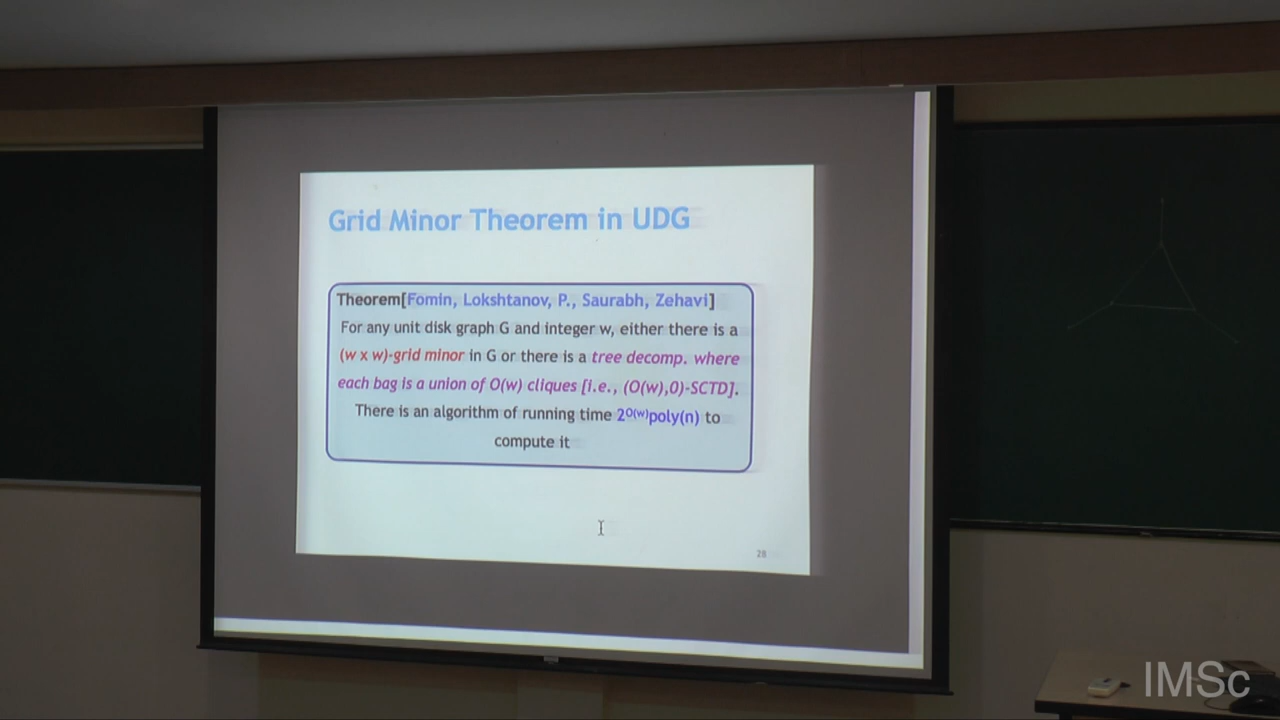 Grid Minor Theorem in UDG
Theorem[Fomin, Lokshtanov, P., Saurabh, Zehavi]
For any unit disk graph G and integer w, either there is a
(w x w)-grid minor in G or there is a tree decomp. where
each bag is a union of O(w) cliques [i.e., (O(w),0)-SCTD].
There is an algorithm of running time 2^O(w)poly(n) to
compute it
28
IMSc